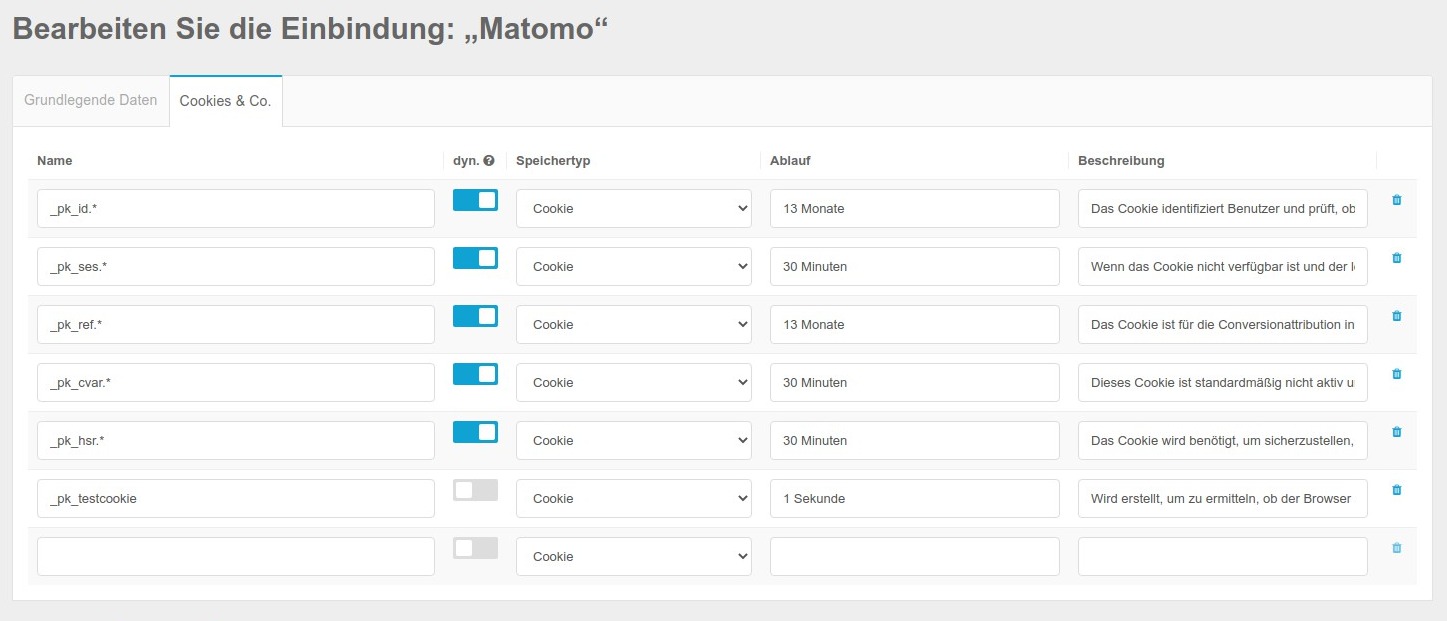 Bearbeiten Sie die Einbindung: „Matomo“
Grundlegende Daten Cookies & Co.
Name dyn. Speichertyp Ablauf Beschreibung
_pk_id.* Cookie 13 Monate Das Cookie identifiziert Benutzer und prüft, ob
_pk_ses.* Cookie 30 Minuten Wenn das Cookie nicht verfügbar ist und der
_pk_ref.* Cookie 13 Monate Das Cookie ist für die Conversionattribution in
_pk_cvar.* Cookie 30 Minuten Dieses Cookie ist standardmäßig nicht aktiv
_pk_hsr.* Cookie 30 Minuten Das Cookie wird benötigt, um sicherzustellen,
_pk_testcookie Cookie 1 Sekunde Wird erstellt, um zu ermitteln, ob der Browser
Cookie